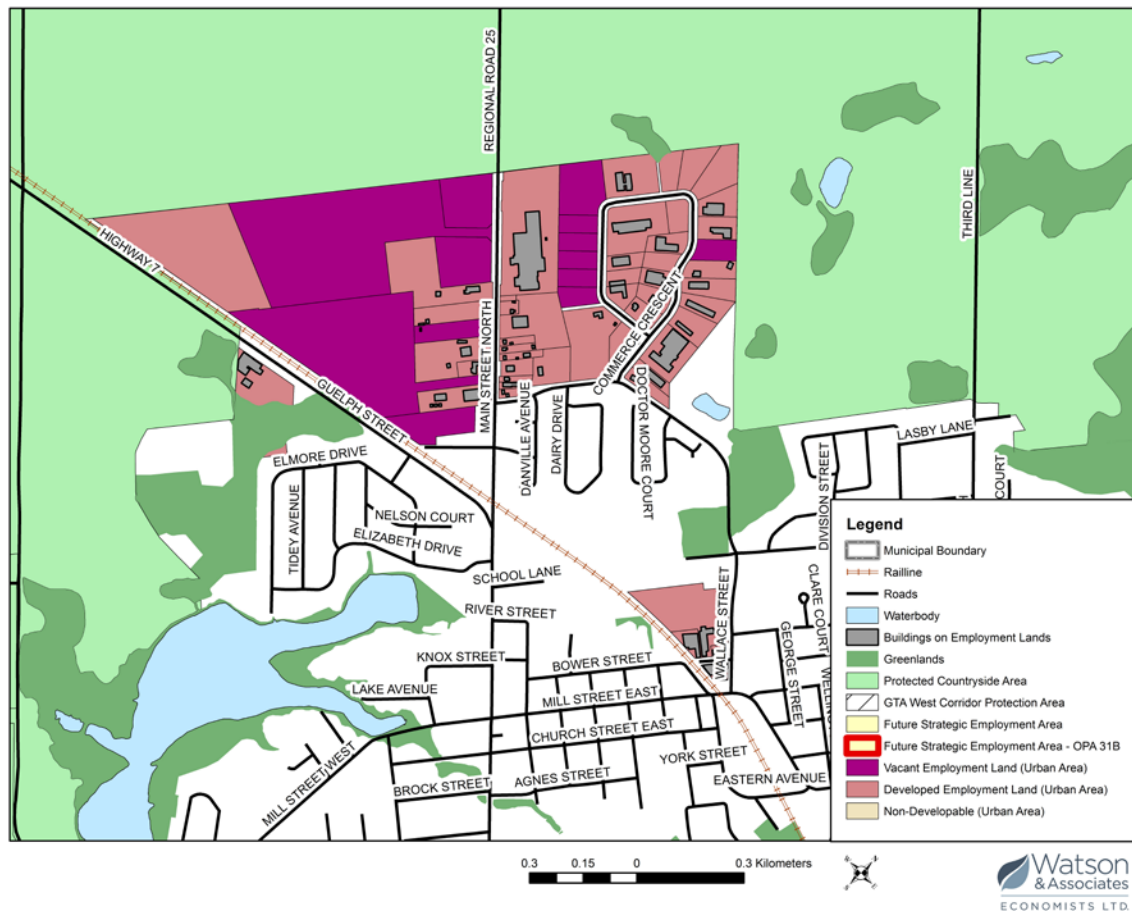 REGIONAL ROAD 25
THIRD LINE
HIGHWAY 7
GUELPH STREET
MAIN STREET NORTH
COMMERCE CRESCENT
DANVILLE AVENUE
DAIRY DRIVE
DOCTOR MOORE COURT
LASBY LANE
COURT
DIVISION STREET
ELMORE DRIVE
TIDEY AVENUE
NELSON COURT
ELIZABETH DRIVE
SCHOOL LANE
RIVER STREET
KNOX STREET
BOWER STREET
LAKE AVENUE
MILL STREET EAST
WALLACE STREET
GEORGE STREET
CLARE COURT
CHURCH STREET EAST
MILL STREET WEST
YORK STREET
BROCK STREET
AGNES STREET
EASTERN AVENUE
Legend
Municipal Boundary
Railline
Roads
Waterbody
Buildings on Employment Lands
Greenlands
Protected Countryside Area
GTA West Corridor Protection Area
Future Strategic Employment Area
Future Strategic Employment Area - OPA 31B
Vacant Employment Land (Urban Area)
Developed Employment Land (Urban Area)
Non-Developable (Urban Area)
0.3 0.15 0 0.3 Kilometers
Watson
& Associates
ECONOMISTS LTD.